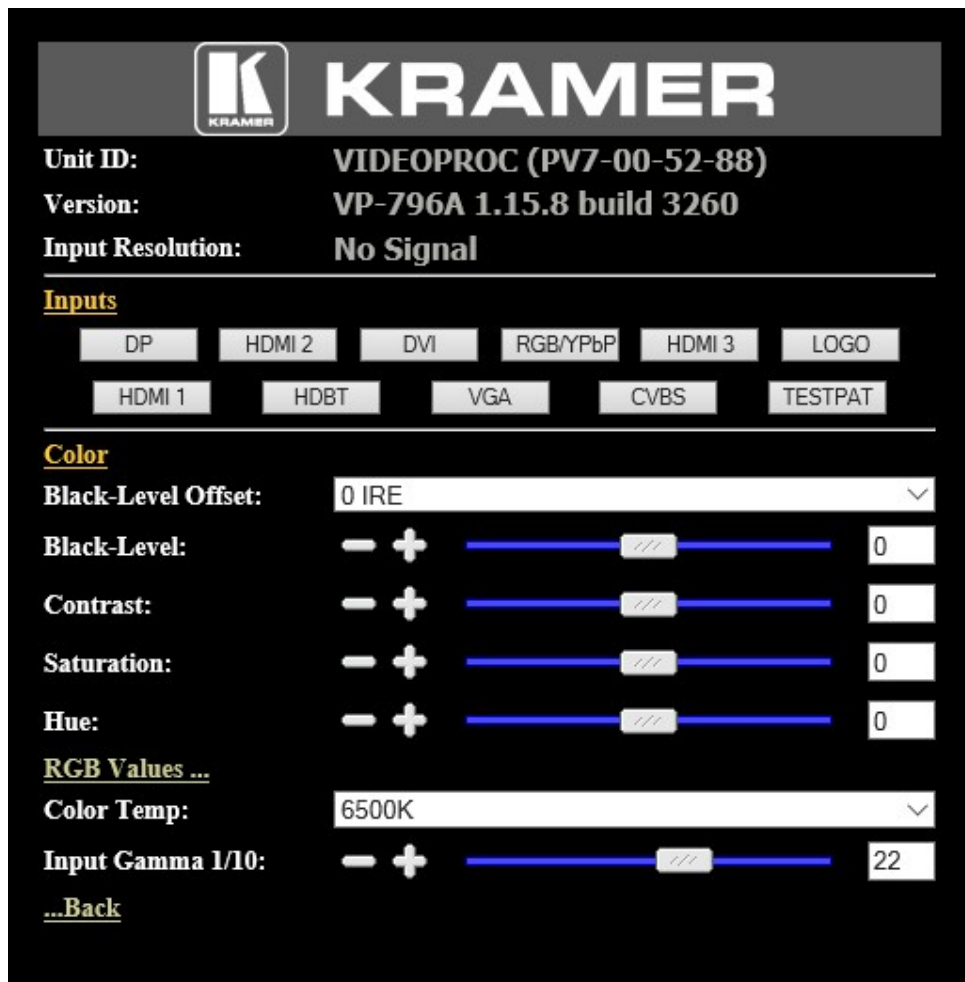 KRAMER KRAMER
Unit ID: VIDEOPROC (PV7-00-52-88)
Version: VP-796A 1.15.8 build 3260
Input Resolution: No Signal
Inputs
DP HDMI 2 DVI RGB/YPbP HDMI 3 LOGO
HDMI 1 HDBT VGA CVBS TESTPAT
Color
Black-Level Offset: 0 IRE
Black-Level: 0
Contrast: 0
Saturation: 0
Hue: 0
RGB Values ...
Color Temp: 6500K
Input Gamma 1/10: 22
...Back